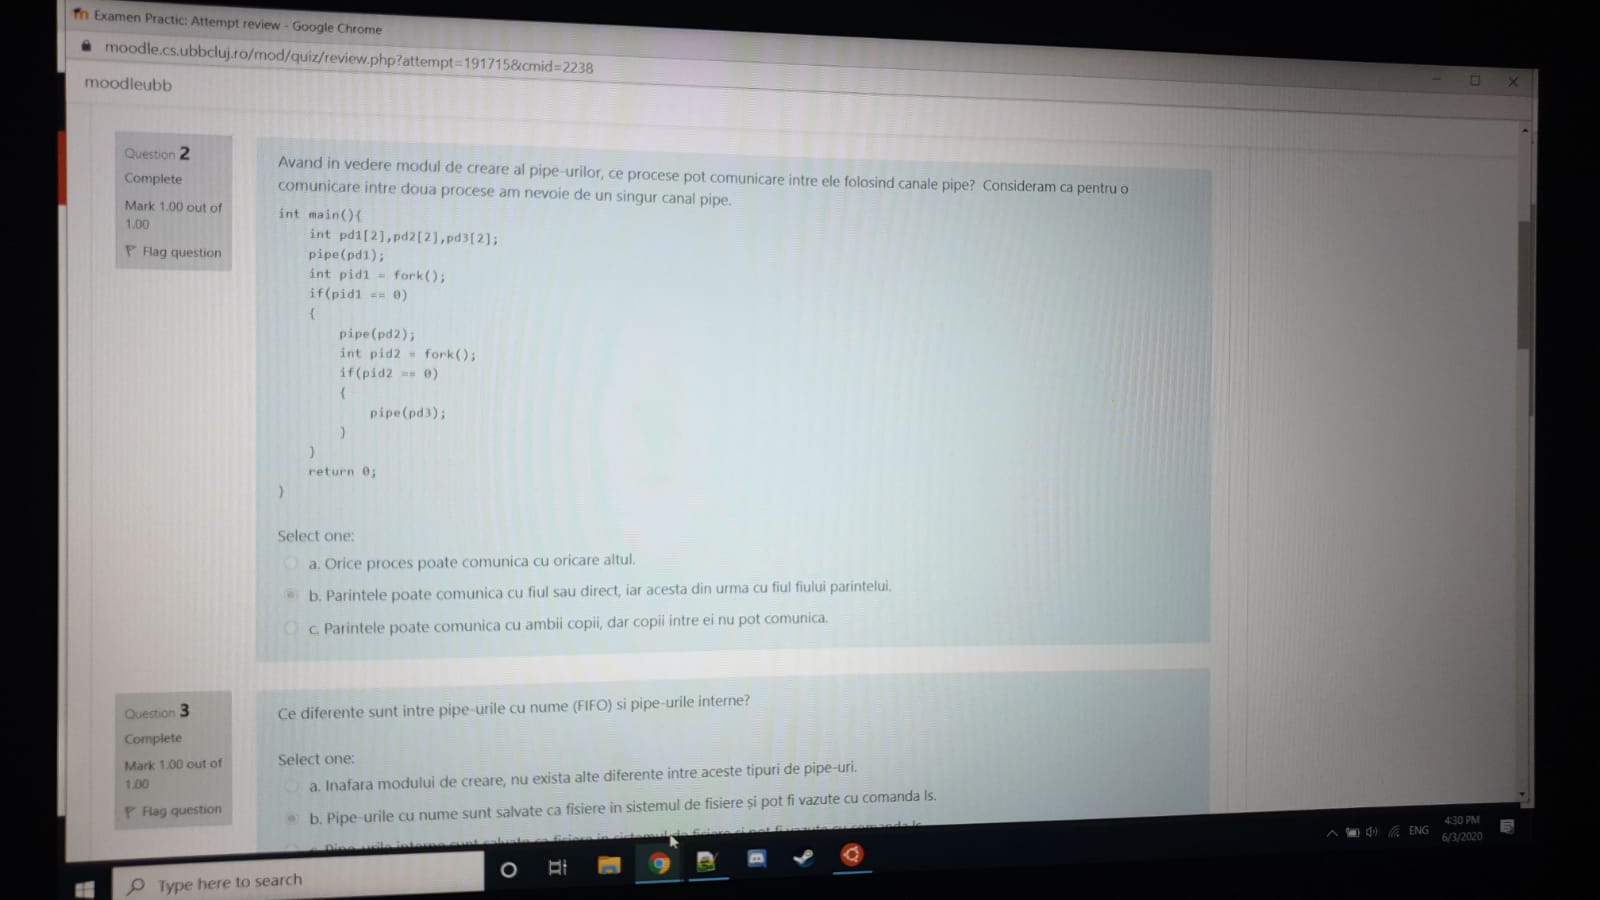 Examen Practic: Attempt review - Google Chrome
moodle.cs.ubbcluj.ro/mod/quiz/review.php?attempt=191715&cmid=2238
moodleubb
Question 2
Complete
Mark 1.00 out of
1.00
Flag question
Avand in vedere modul de creare al pipe-urilor, ce procese pot comunicare intre ele folosind canale pipe? Consideram ca pentru o
comunicare intre doua procese am nevoie de un singur canal pipe.
int main(){
int pd1[2],pd2[2],pd3[2];
pipe(pd1);
int pid1 = fork();
if(pid1 == 0)
{
pipe(pd2);
int pid2 = fork();
if(pid2 == 0)
{
pipe(pd3);
}
}
return 0;
}
Select one:
a. Orice proces poate comunica cu oricare altul.
b. Parintele poate comunica cu fiul sau direct, iar acesta din urma cu fiul fiului parintelui.
c. Parintele poate comunica cu ambii copii, dar copii intre ei nu pot comunica.
Question 3
Complete
Mark 1.00 out of
1.00
Flag question
Ce diferente sunt intre pipe-urile cu nume (FIFO) si pipe-urile interne?
Select one:
a. Inafara modului de creare, nu exista alte diferente intre aceste tipuri de pipe-uri.
b. Pipe-urile cu nume sunt salvate ca fisiere in sistemul de fisiere și pot fi vazute cu comanda ls.
Type here to search
ENG
4:30 PM
6/3/2020